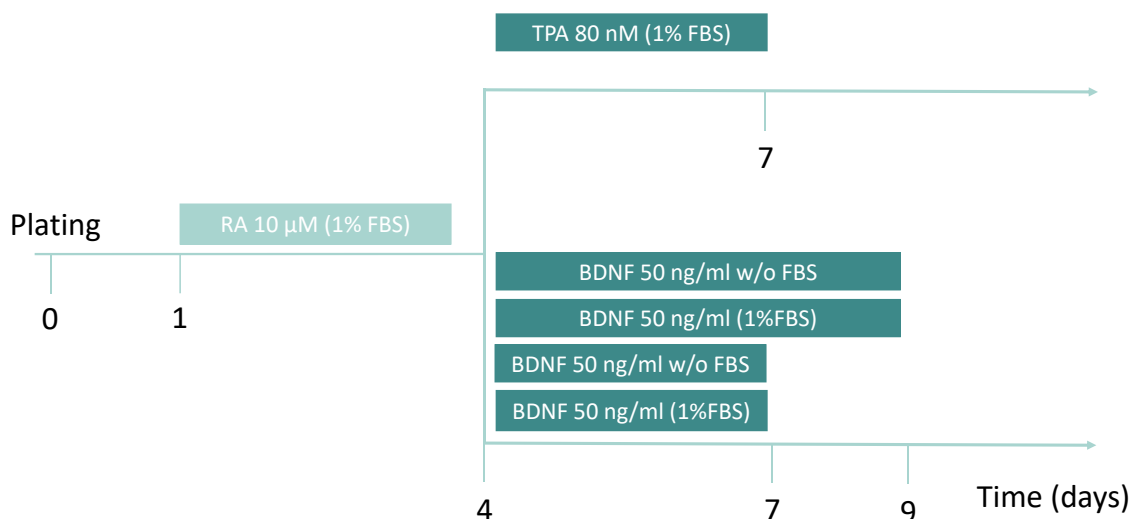 TPA 80 nM (1% FBS)
7
Plating
RA 10 µM (1% FBS)
0
1
BDNF 50 ng/ml w/o FBS
BDNF 50 ng/ml (1%FBS)
BDNF 50 ng/ml w/o FBS
BDNF 50 ng/ml (1%FBS)
4
7
9
Time (days)